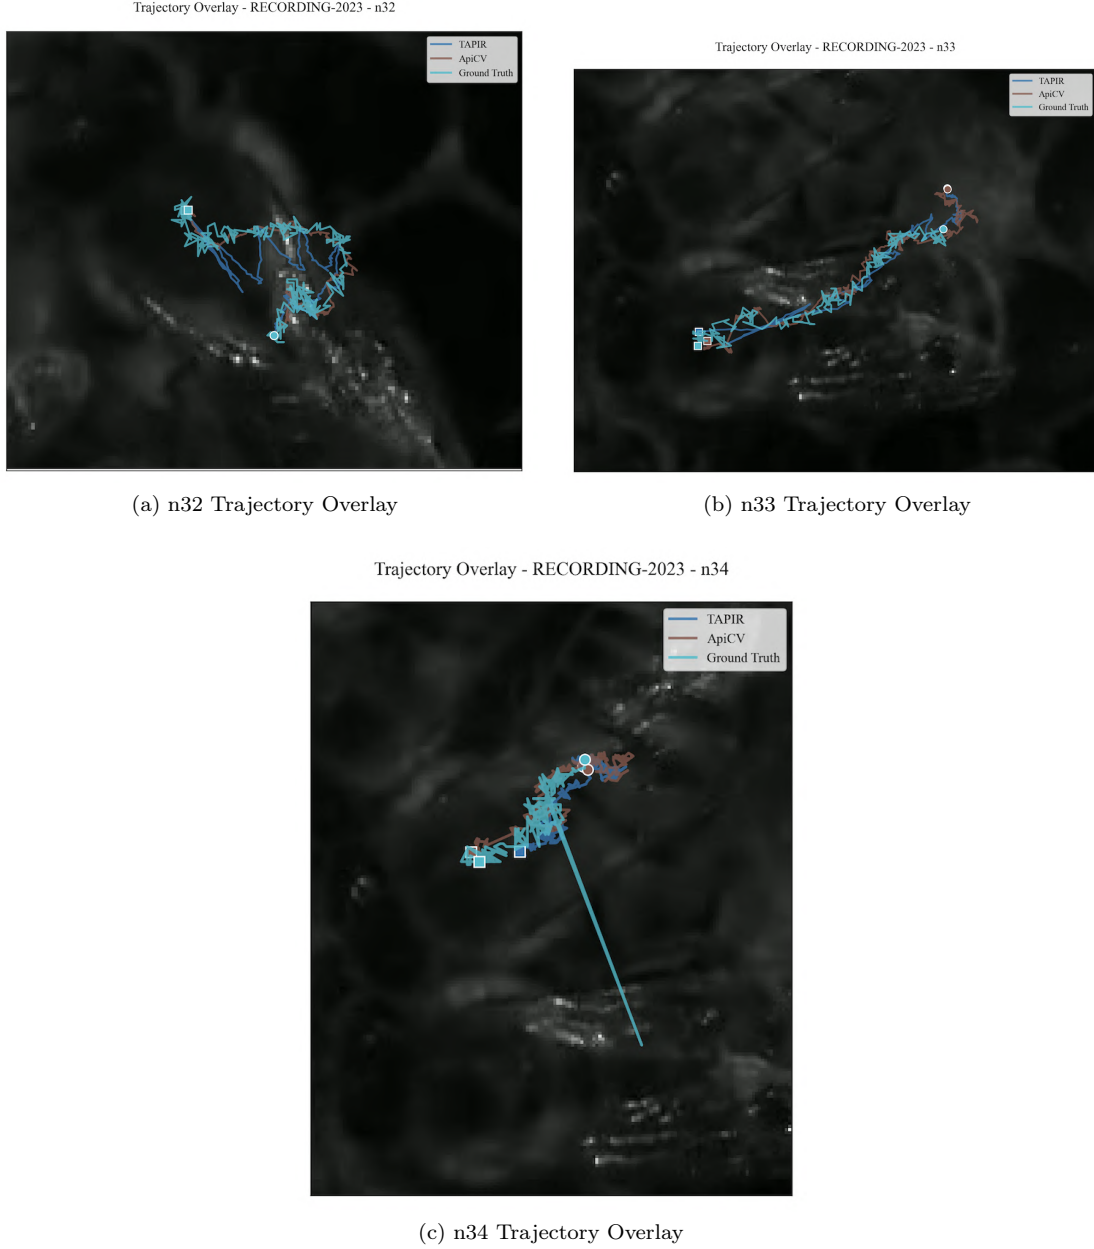 Trajectory Overlay - RECORDING-2023 - n32
TAPIR
ApiCV
Ground Truth
(a) n32 Trajectory Overlay
Trajectory Overlay - RECORDING-2023 - n33
TAPIR
ApiCV
Ground Truth
(b) n33 Trajectory Overlay
Trajectory Overlay - RECORDING-2023 - n34
TAPIR
ApiCV
Ground Truth
(c) n34 Trajectory Overlay